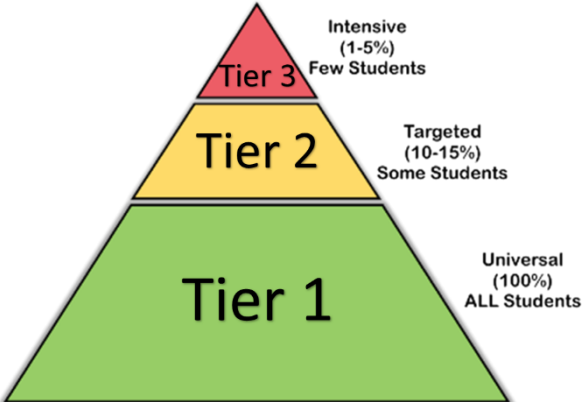 Intensive
(1-5%)
Few Students
Tier 3
Targeted
(10-15%)
Some Students
Tier 2
Universal
(100%)
ALL Students
Tier 1